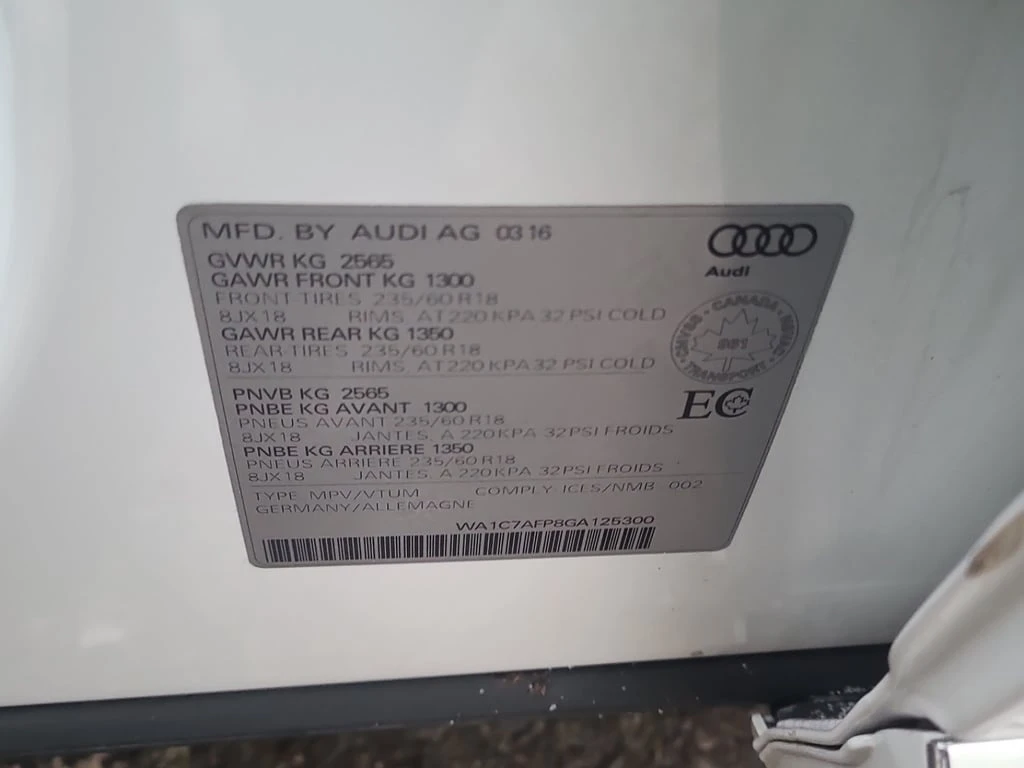 MFD. BY AUDI AG 0316
Audi
GVWR KG 2565
GAWR FRONT KG 1300
FRONT TIRES 235/60 R18
8JX18 RIMS, AT 220 KPA 32 PSI COLD
GAWR REAR KG 1350
REAR-TIRES 235/60 R18
8JX18 RIMS, AT 220 KPA 32 PSI COLD
CANADA
TRANSPORT
PNVB KG 2565
PNBE KG AVANT 1300
PNEUS AVANT 235/60 R18
8JX18 JANTES, A 220 KPA 32 PSI FROIDS
PNBE KG ARRIERE 1350
PNEUS ARRIERE 235/60 R18
8JX18 JANTES, A 220 KPA 32 PSI FROIDS
EC
TYPE MPV/VTUM COMPLY ICES/NMB 002
GERMANY/ALLEMAGNE
WA1C7AFP8GA125300